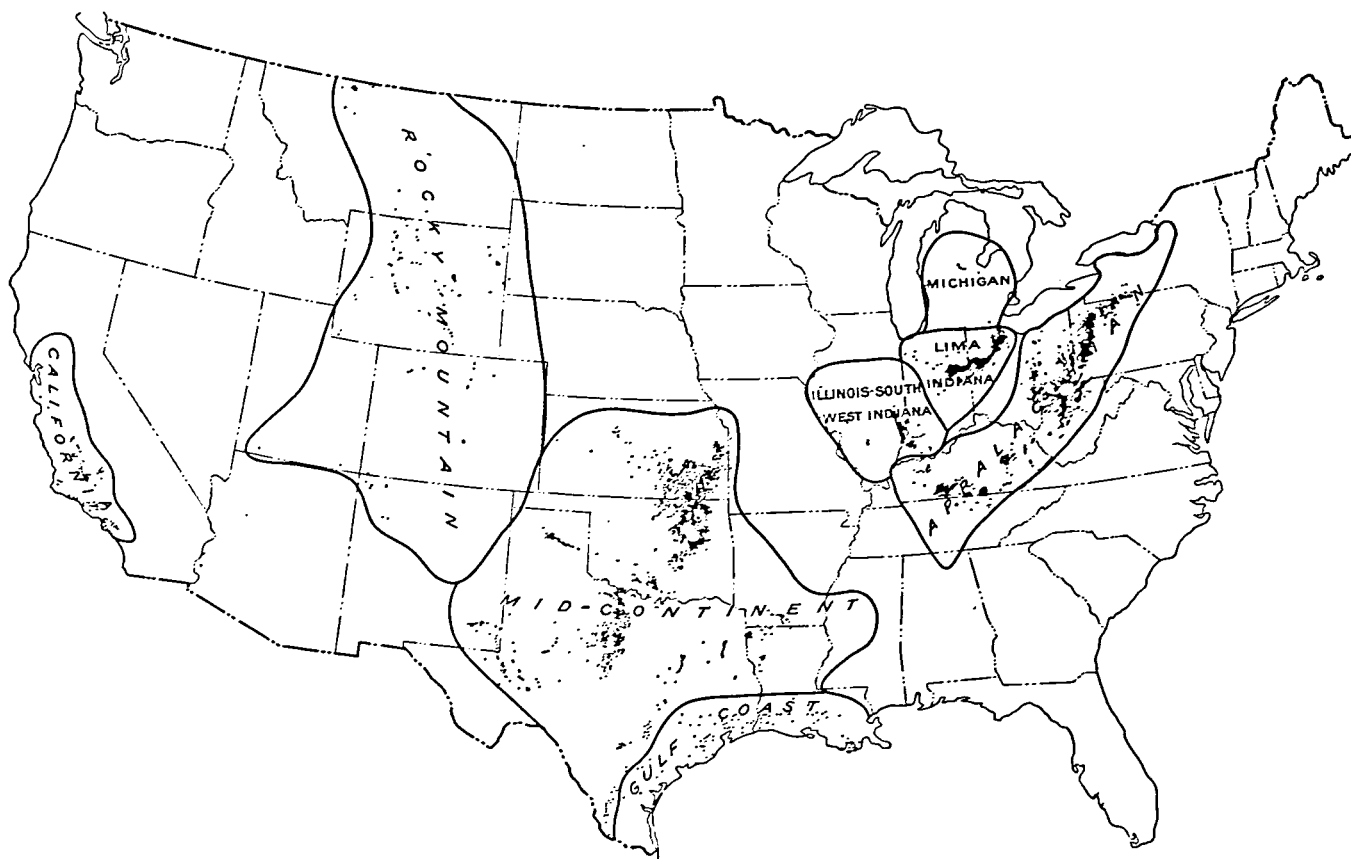 ROCKY MOUNTAIN
CALIFORNIA
MICHIGAN
LIMA
INDIANA
ILLINOIS-SOUTH
WEST INDIANA
APPALACHIAN
MID-CONTINENT
GULF COAST